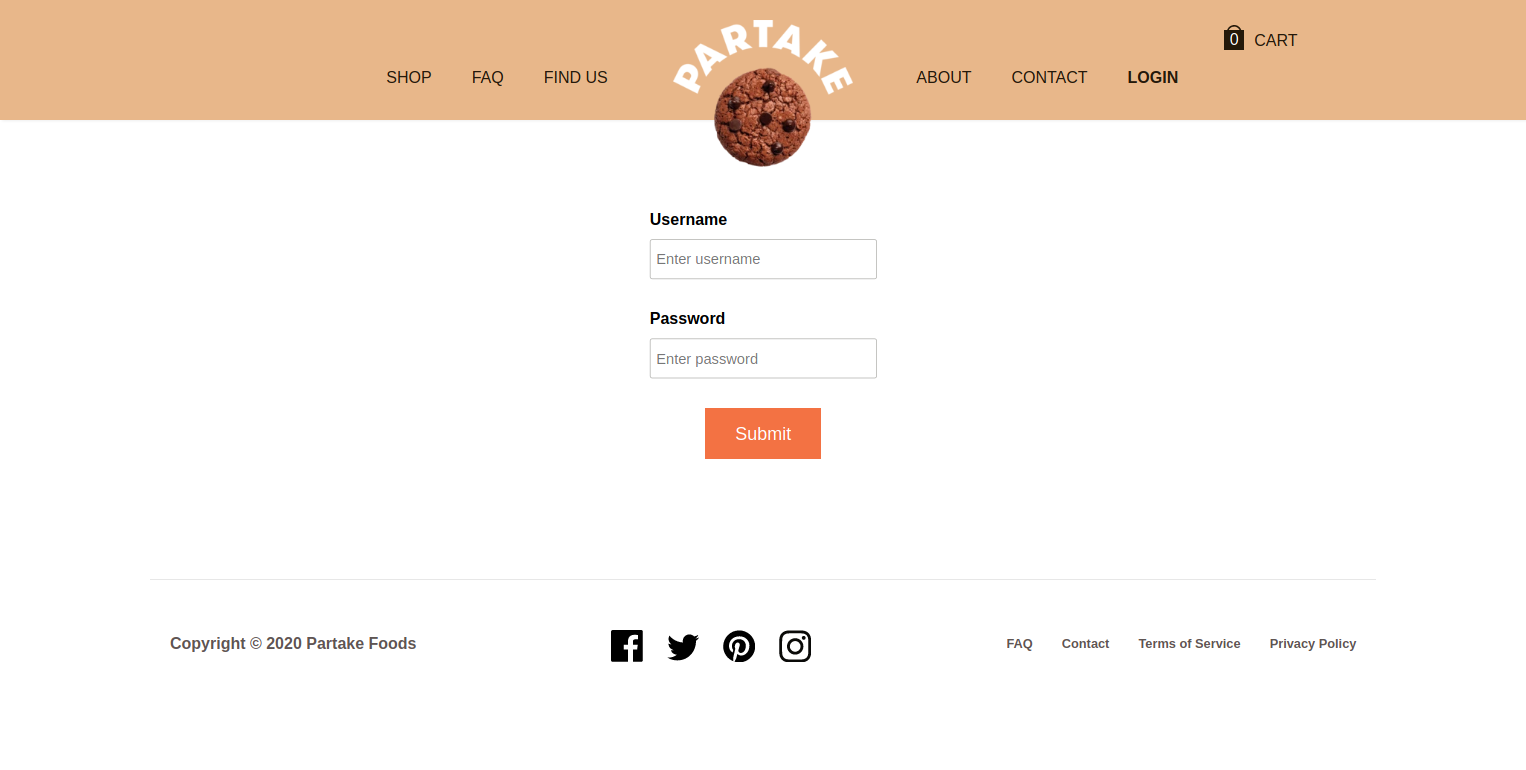 PARTAKE
0 CART
SHOP FAQ FIND US ABOUT CONTACT LOGIN
Username
Enter username
Password
Enter password
Submit
Copyright © 2020 Partake Foods
FAQ Contact Terms of Service Privacy Policy